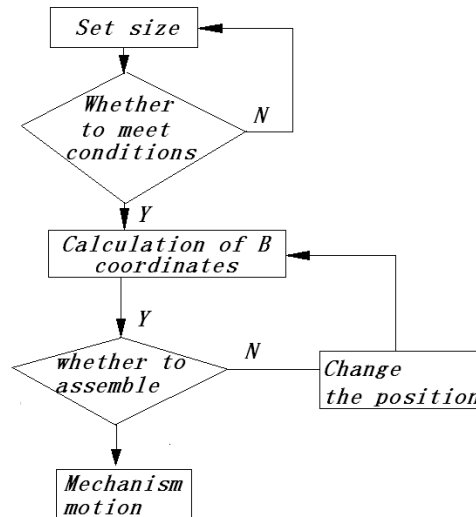 Set size
Whether
to meet
conditions
N
Y
Calculation of B
coordinates
Y
whether to
assemble
N
Change
the position
Mechanism
motion